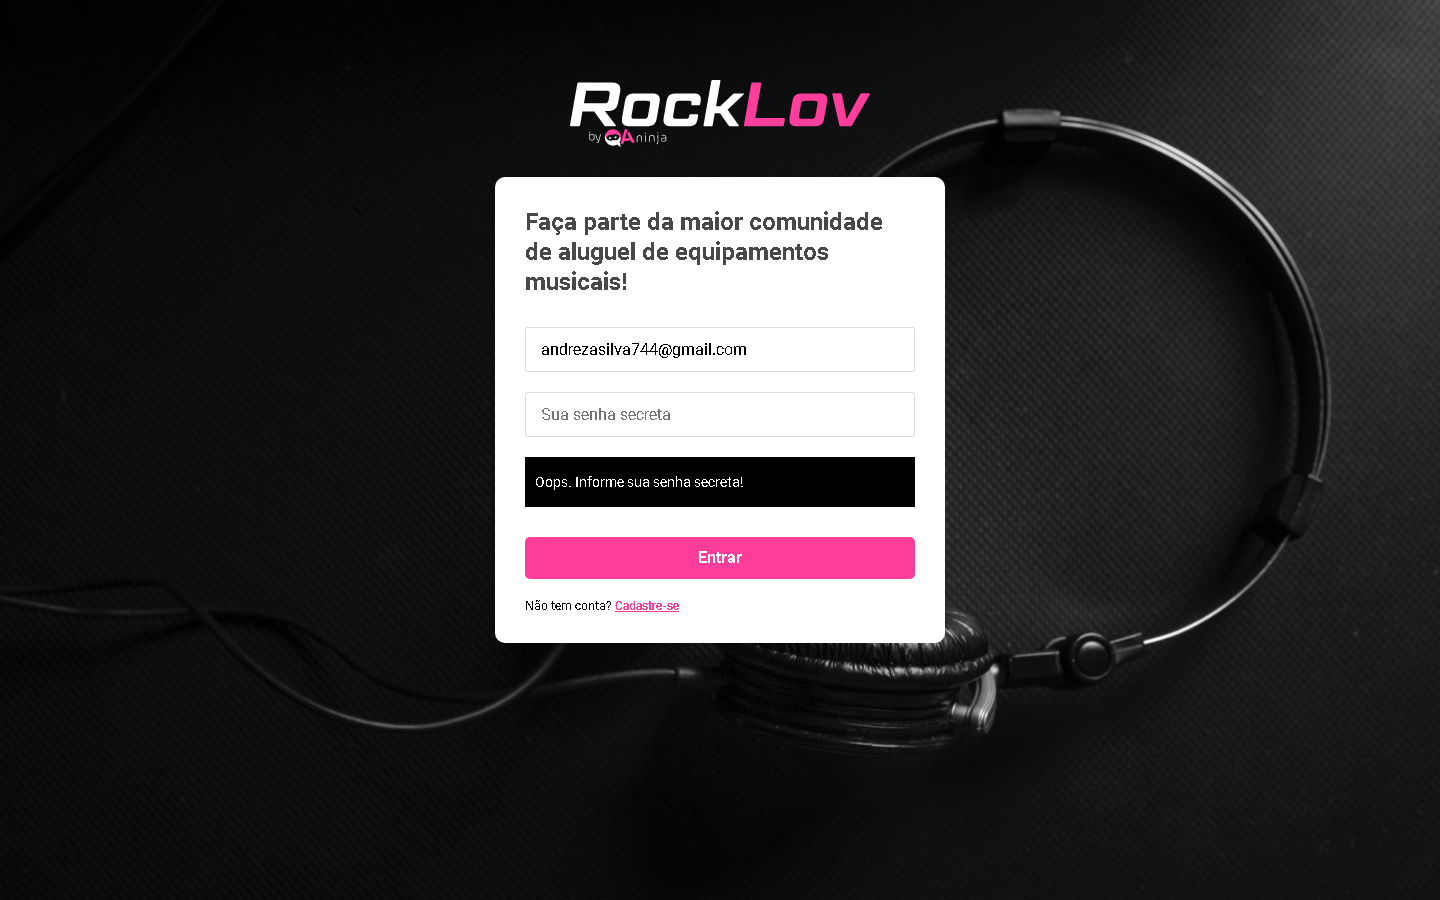 RockLov
by QAninja
Faça parte da maior comunidade
de aluguel de equipamentos
musicais!
andrezasilva744@gmail.com
Sua senha secreta
Oops. Informe sua senha secreta!
Entrar
Não tem conta? Cadastre-se